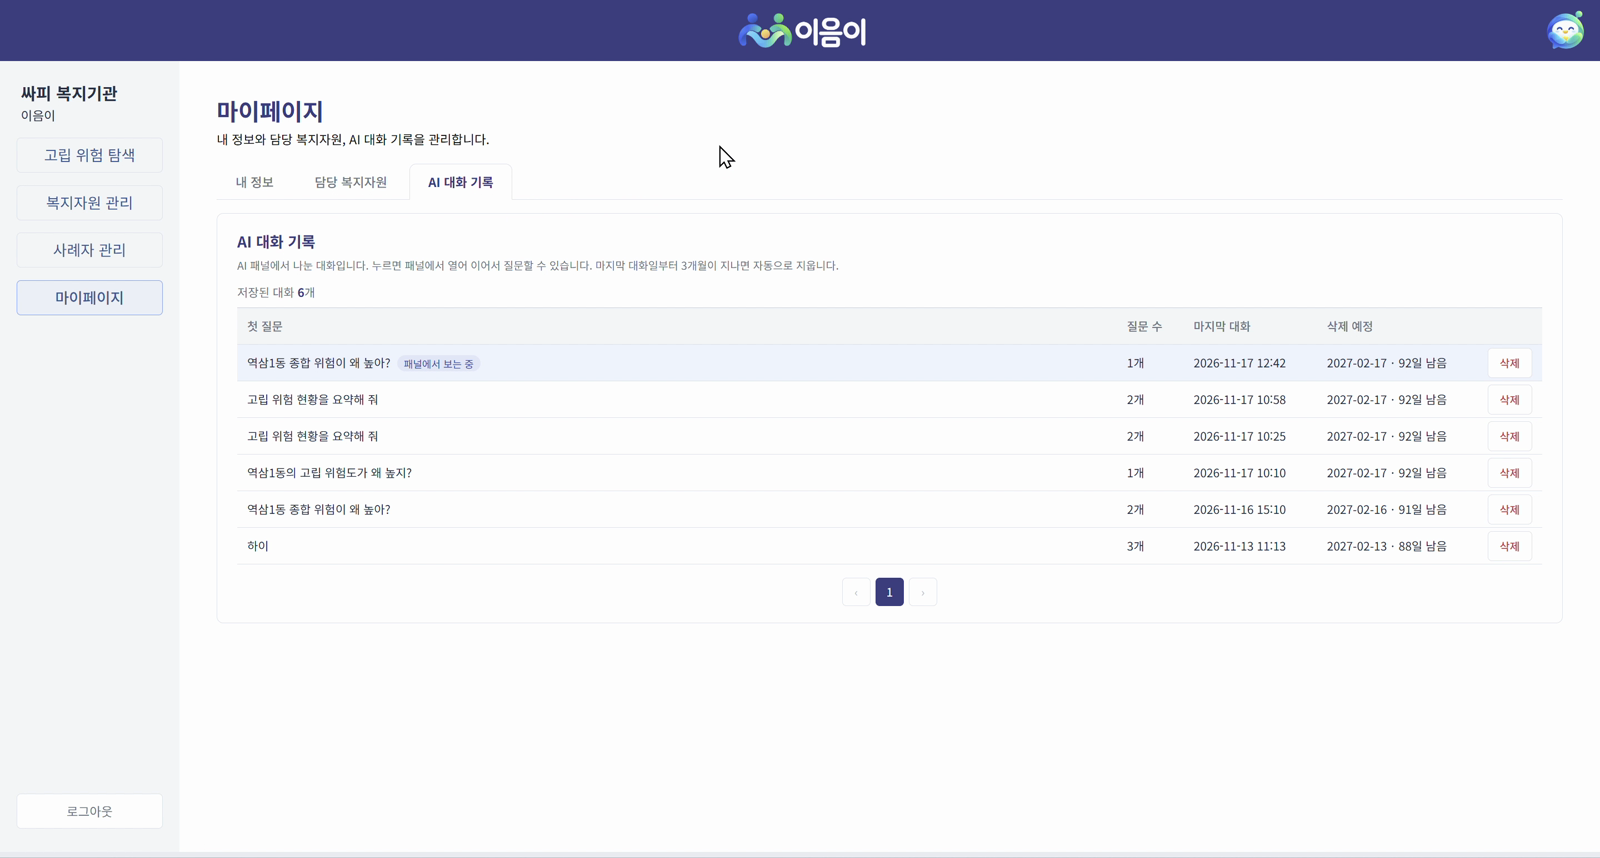 이음이
싸피 복지기관
이음이
고립 위험 탐색
복지자원 관리
사례자 관리
마이페이지
로그아웃
마이페이지
내 정보와 담당 복지자원, AI 대화 기록을 관리합니다.
내 정보 담당 복지자원 AI 대화 기록
AI 대화 기록
AI 패널에서 나눈 대화입니다. 누르면 패널에서 열어 이어서 질문할 수 있습니다. 마지막 대화일부터 3개월이 지나면 자동으로 지웁니다.
저장된 대화 6개
첫 질문 질문 수 마지막 대화 삭제 예정
역삼1동 종합 위험이 왜 높아? 패널에서 보는 중 1개 2026-11-17 12:42 2027-02-17 · 92일 남음 삭제
고립 위험 현황을 요약해 줘 2개 2026-11-17 10:58 2027-02-17 · 92일 남음 삭제
고립 위험 현황을 요약해 줘 2개 2026-11-17 10:25 2027-02-17 · 92일 남음 삭제
역삼1동의 고립 위험도가 왜 높지? 1개 2026-11-17 10:10 2027-02-17 · 92일 남음 삭제
역삼1동 종합 위험이 왜 높아? 2개 2026-11-16 15:10 2027-02-16 · 91일 남음 삭제
하이 3개 2026-11-13 11:13 2027-02-13 · 88일 남음 삭제
‹ 1 ›